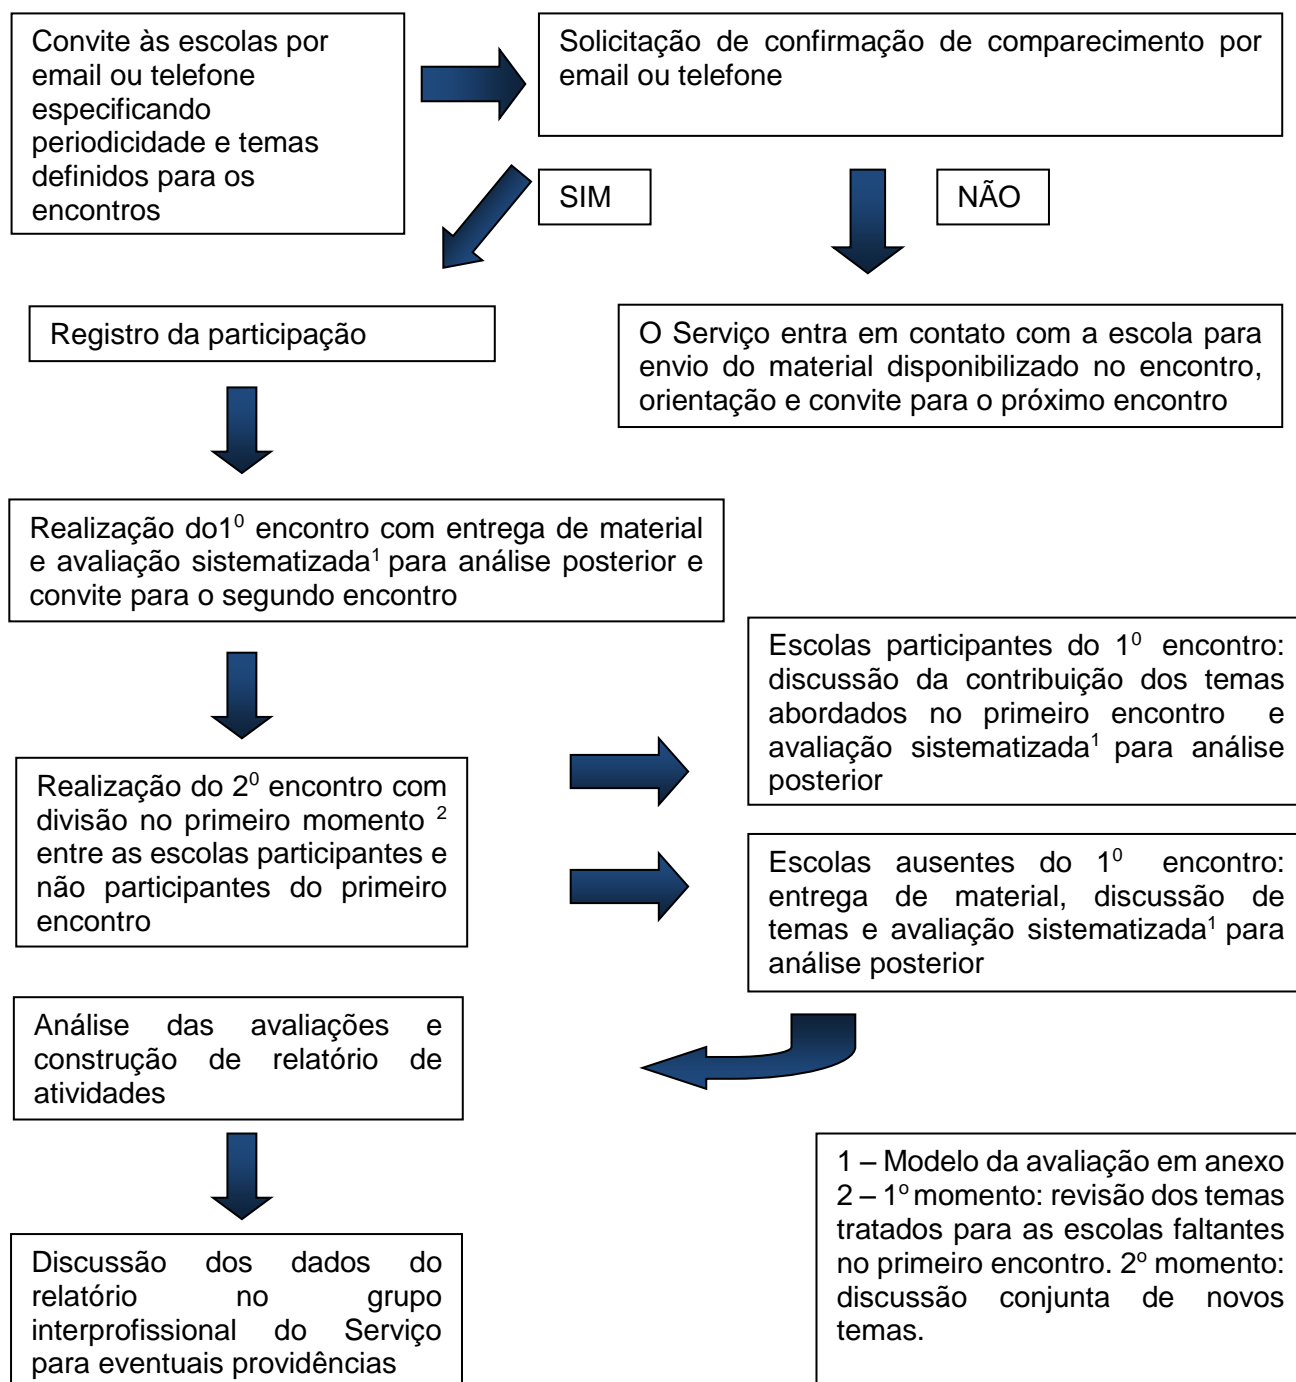 Convite às escolas por
email ou telefone
especificando
periodicidade e temas
definidos para os
encontros
Solicitação de confirmação de comparecimento por
email ou telefone
SIM
NÃO
Registro da participação
O Serviço entra em contato com a escola para
envio do material disponibilizado no encontro,
orientação e convite para o próximo encontro
Realização do1⁰ encontro com entrega de material
e avaliação sistematizada¹ para análise posterior e
convite para o segundo encontro
Escolas participantes do 1⁰ encontro:
discussão da contribuição dos temas
abordados no primeiro encontro e
avaliação sistematizada¹ para análise
posterior
Realização do 2⁰ encontro com
divisão no primeiro momento ²
entre as escolas participantes e
não participantes do primeiro
encontro
Escolas ausentes do 1⁰ encontro:
entrega de material, discussão de
temas e avaliação sistematizada¹ para
análise posterior
Análise das avaliações e
construção de relatório de
atividades
1 – Modelo da avaliação em anexo
2 – 1º momento: revisão dos temas
tratados para as escolas faltantes
no primeiro encontro. 2º momento:
discussão conjunta de novos
temas.
Discussão dos dados do
relatório no grupo
interprofissional do Serviço
para eventuais providências